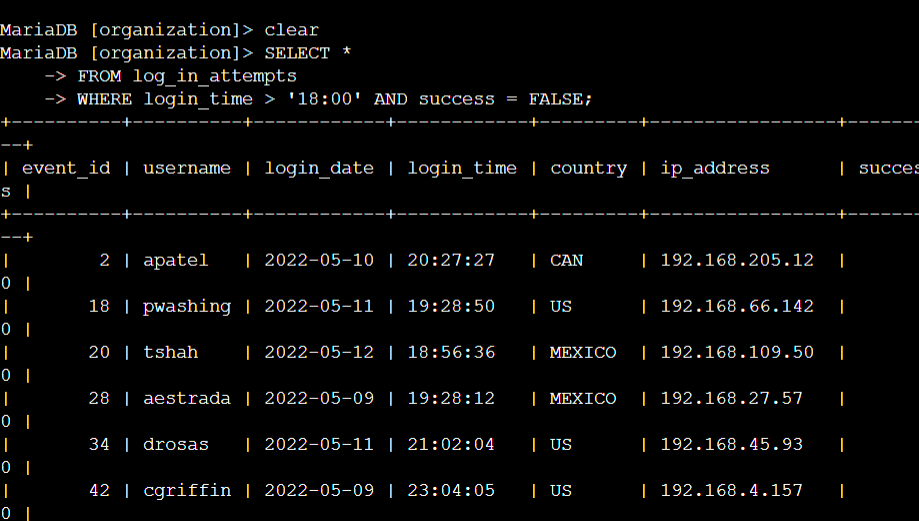 MariaDB [organization]> clear
MariaDB [organization]> SELECT *
    -> FROM log_in_attempts
    -> WHERE login_time > '18:00' AND success = FALSE;
+----------+----------+------------+------------+---------+-----------------+-------
--+
| event_id | username | login_date | login_time | country | ip_address      | succes
s |
+----------+----------+------------+------------+---------+-----------------+-------
--+
|        2 | apatel   | 2022-05-10 | 20:27:27   | CAN     | 192.168.205.12  |
0 |
|       18 | pwashing | 2022-05-11 | 19:28:50   | US      | 192.168.66.142  |
0 |
|       20 | tshah    | 2022-05-12 | 18:56:36   | MEXICO  | 192.168.109.50  |
0 |
|       28 | aestrada | 2022-05-09 | 19:28:12   | MEXICO  | 192.168.27.57   |
0 |
|       34 | drosas   | 2022-05-11 | 21:02:04   | US      | 192.168.45.93   |
0 |
|       42 | cgriffin | 2022-05-09 | 23:04:05   | US      | 192.168.4.157   |
0 |